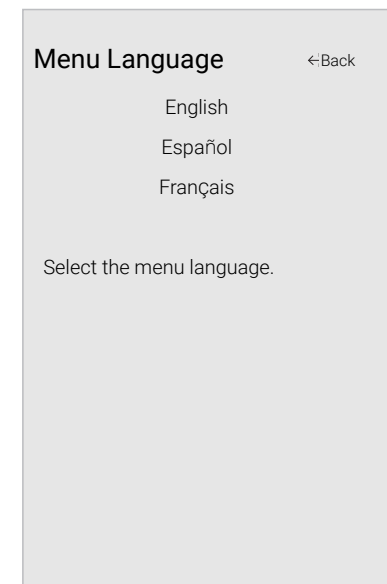 Menu Language ←Back
English
Español
Français
Select the menu language.